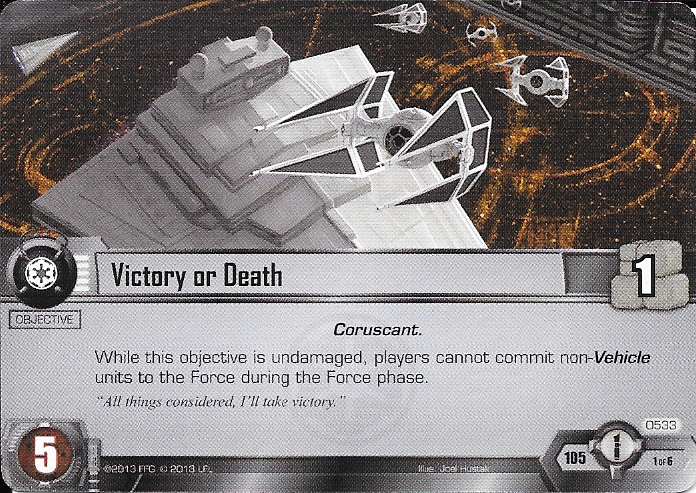 Victory or Death
1
OBJECTIVE
Coruscant.
While this objective is undamaged, players cannot commit non-Vehicle
units to the Force during the Force phase.
“All things considered, I’ll take victory.”
5
©2013 FFG © 2013 LFL
Illus. Joel Hustak
0533
105
1 OF 6